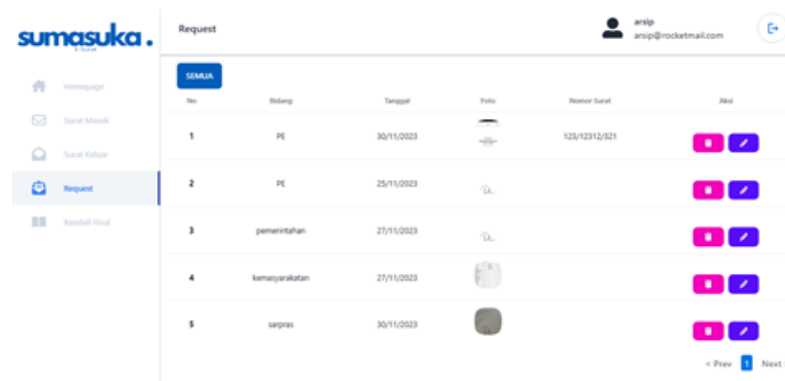 sumasuka .
E-Surat
Homepage
Surat Masuk
Surat Keluar
Request
Kendali Final
Request
arsip
arsip@rocketmail.com
SEMUA
No Bidang Tanggal Foto Nomor Surat Aksi
1 PE 30/11/2023 123/12312/321
2 PE 25/11/2023
3 pemerintahan 27/11/2023
4 kemasyarakatan 27/11/2023
5 sarpras 30/11/2023
< Prev 1 Next